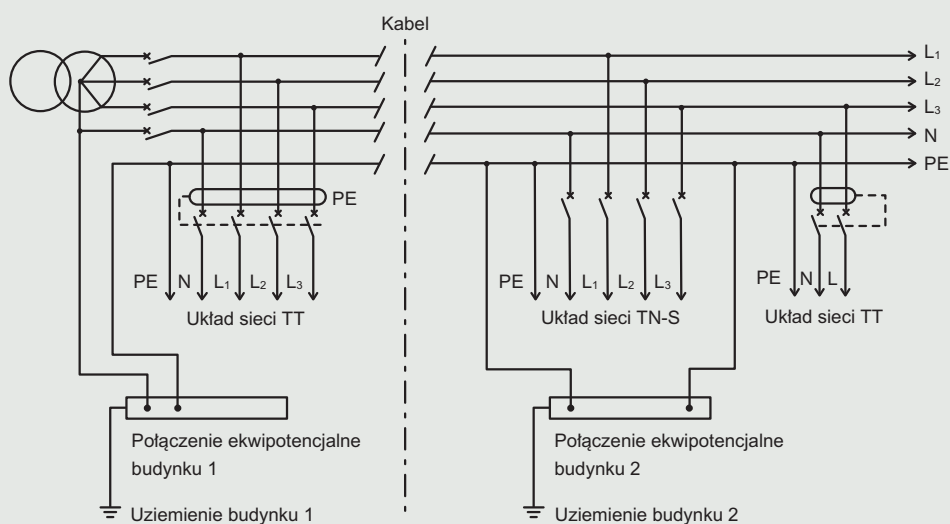 Kabel
L₁
L₂
L₃
N
PE
PE
PE N L₁ L₂ L₃
Układ sieci TT
PE N L₁ L₂ L₃
Układ sieci TN-S
PE N L
Układ sieci TT
Połączenie ekwipotencjalne
budynku 1
Uziemienie budynku 1
Połączenie ekwipotencjalne
budynku 2
Uziemienie budynku 2